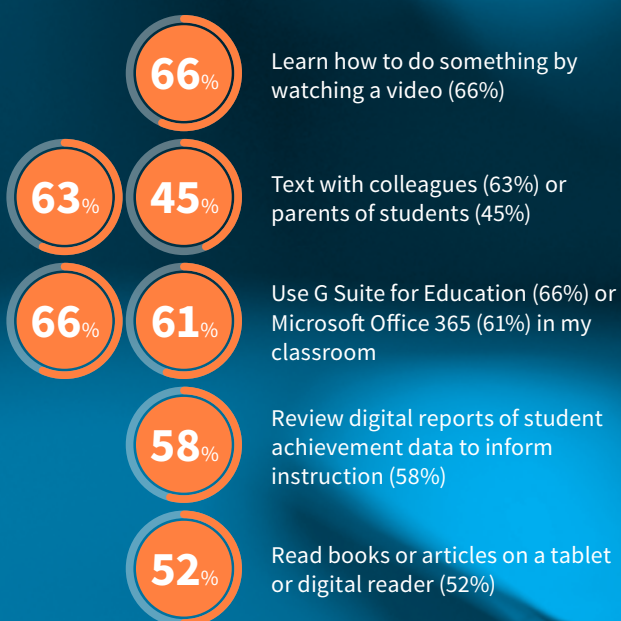 66%
Learn how to do something by
watching a video (66%)
63%
45%
Text with colleagues (63%) or
parents of students (45%)
66%
61%
Use G Suite for Education (66%) or
Microsoft Office 365 (61%) in my
classroom
58%
Review digital reports of student
achievement data to inform
instruction (58%)
52%
Read books or articles on a tablet
or digital reader (52%)